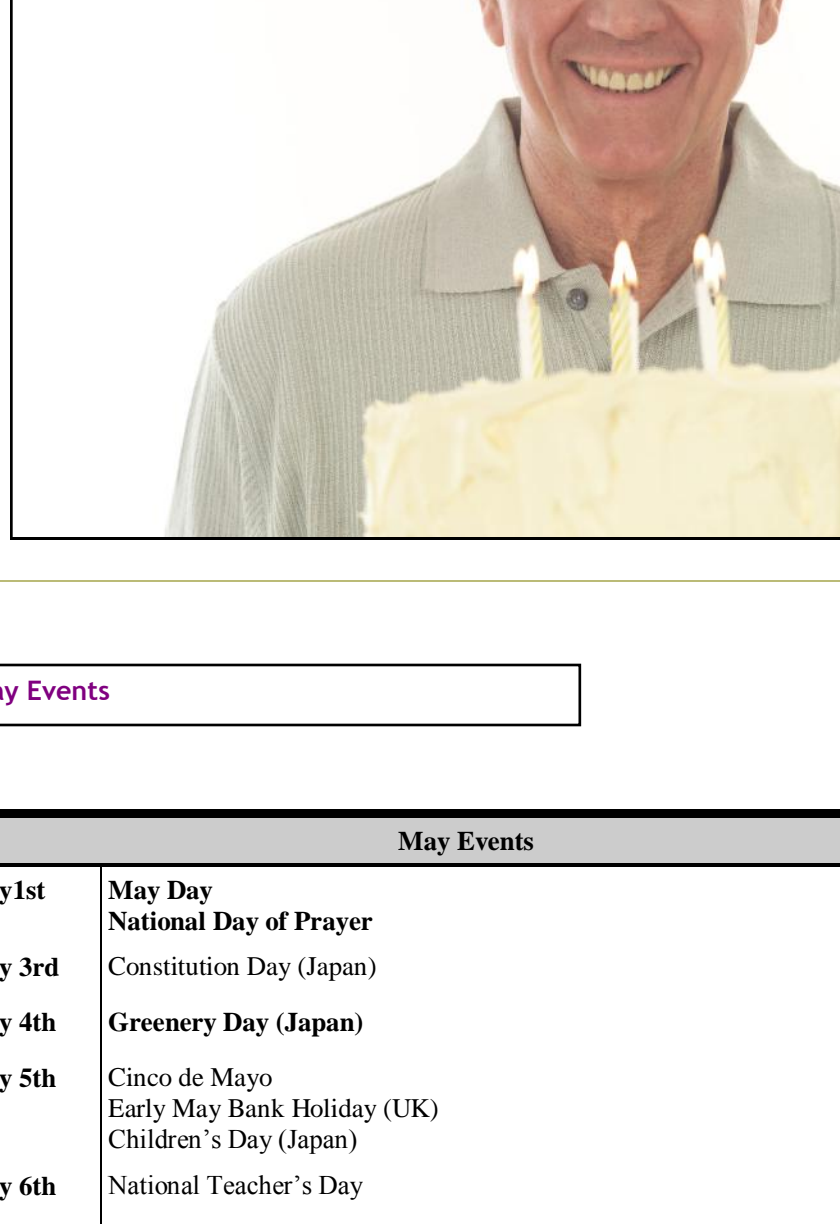 ay Events
May Events
y1st May Day
National Day of Prayer
y 3rd Constitution Day (Japan)
y 4th Greenery Day (Japan)
y 5th Cinco de Mayo
Early May Bank Holiday (UK)
Children’s Day (Japan)
y 6th National Teacher’s Day